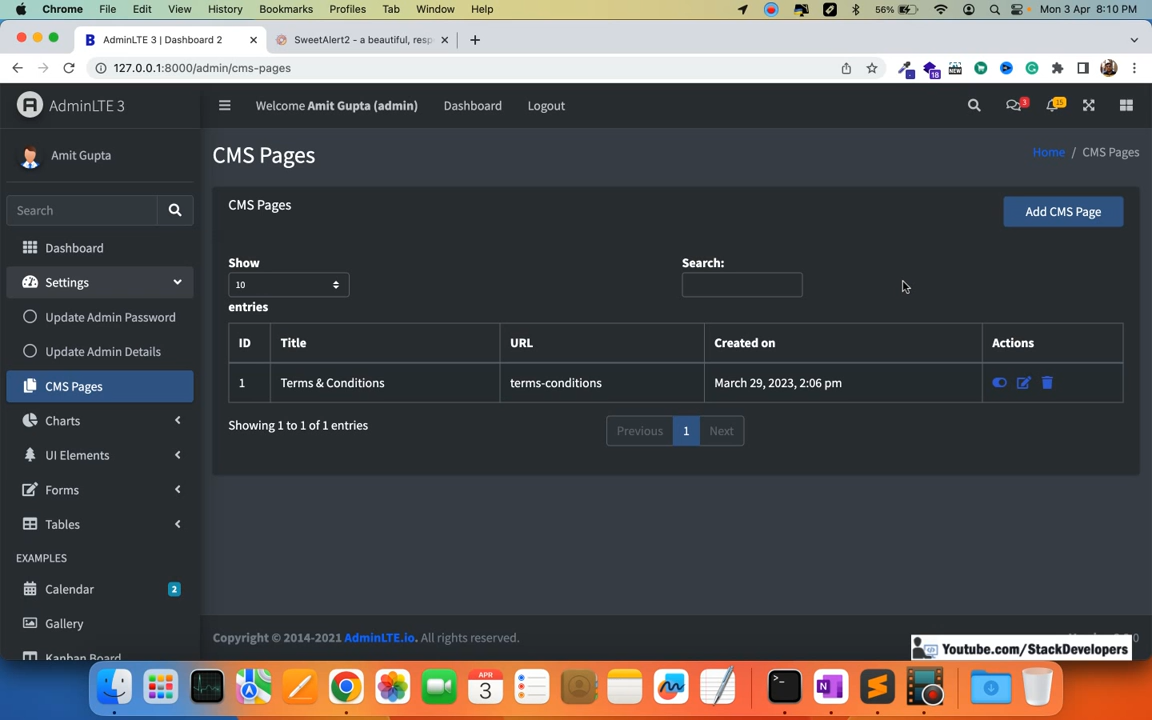 Chrome File Edit View History Bookmarks Profiles Tab Window Help 56% Mon 3 Apr 8:10 PM
AdminLTE 3 | Dashboard 2
SweetAlert2 - a beautiful, resp
127.0.0.1:8000/admin/cms-pages
18
NEW
AdminLTE 3
Welcome Amit Gupta (admin) Dashboard Logout
3
15
Amit Gupta
CMS Pages
Home / CMS Pages
Search
CMS Pages
Add CMS Page
Dashboard
Settings
Update Admin Password
Update Admin Details
CMS Pages
Charts
UI Elements
Forms
Tables
EXAMPLES
Calendar 2
Gallery
Kanban Board
Show
10
entries
Search:
ID Title URL Created on Actions
1 Terms & Conditions terms-conditions March 29, 2023, 2:06 pm
Showing 1 to 1 of 1 entries
Previous 1 Next
Copyright © 2014-2021 AdminLTE.io. All rights reserved.
Youtube.com/StackDevelopers
APR
3